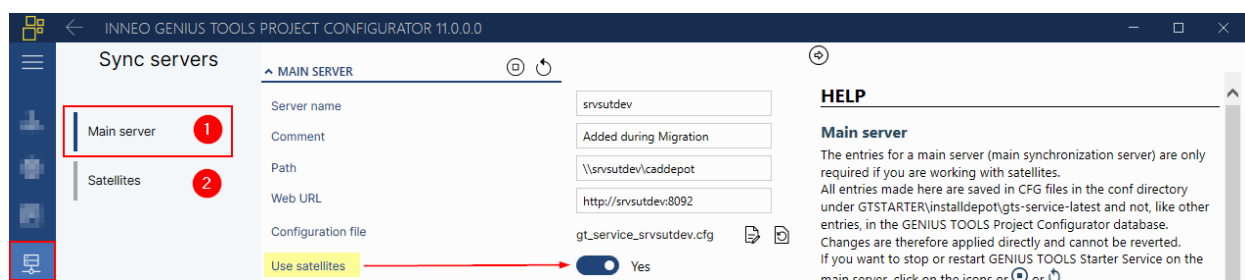 INNEO GENIUS TOOLS PROJECT CONFIGURATOR 11.0.0.0
Sync servers
Main server
1
Satellites
2
MAIN SERVER
Server name
srvsutdev
Comment
Added during Migration
Path
\\srvsutdev\caddepot
Web URL
http://srvsutdev:8092
Configuration file
gt_service_srvsutdev.cfg
Use satellites
Yes
HELP
Main server
The entries for a main server (main synchronization server) are only
required if you are working with satellites.
All entries made here are saved in CFG files in the conf directory
under GTSTARTER\installdepot\gts-service-latest and not, like other
entries, in the GENIUS TOOLS Project Configurator database.
Changes are therefore applied directly and cannot be reverted.
If you want to stop or restart GENIUS TOOLS Starter Service on the
main server, click on the icons or or